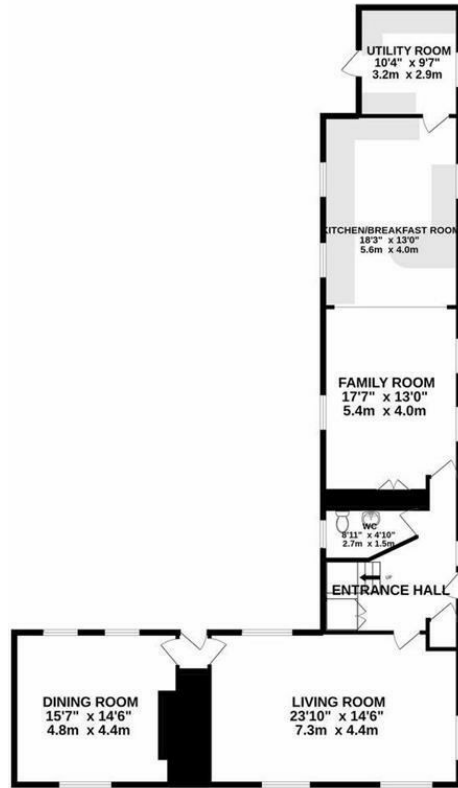 UTILITY ROOM
10'4" x 9'7"
3.2m x 2.9m
KITCHEN/BREAKFAST ROOM
18'3" x 13'0"
5.6m x 4.0m
FAMILY ROOM
17'7" x 13'0"
5.4m x 4.0m
WC
8'11" x 4'10"
2.7m x 1.5m
UP
ENTRANCE HALL
DINING ROOM
15'7" x 14'6"
4.8m x 4.4m
LIVING ROOM
23'10" x 14'6"
7.3m x 4.4m